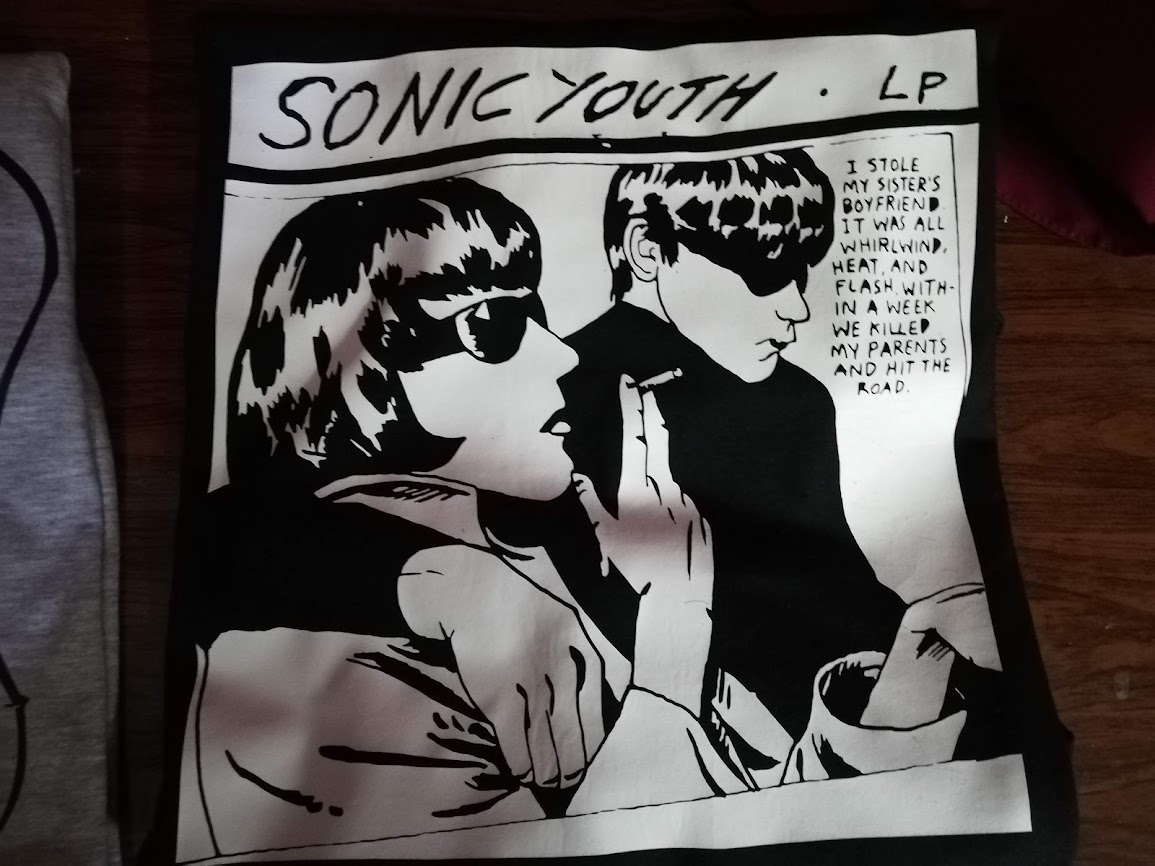 SONIC YOUTH . LP
I STOLE
MY SISTER'S
BOYFRIEND.
IT WAS ALL
WHIRLWIND,
HEAT, AND
FLASH. WITH-
IN A WEEK
WE KILLED
MY PARENTS
AND HIT THE
ROAD.